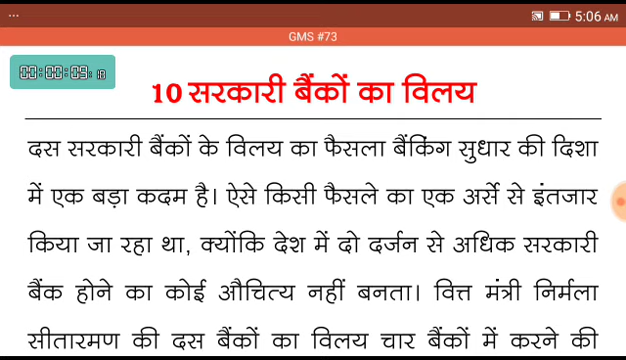 5:06 AM
GMS #73
00:00:09:18
10 सरकारी बैंकों का विलय
दस सरकारी बैंकों के विलय का फैसला बैंकिंग सुधार की दिशा
में एक बड़ा कदम है। ऐसे किसी फैसले का एक अर्से से इंतजार
किया जा रहा था, क्योंकि देश में दो दर्जन से अधिक सरकारी
बैंक होने का कोई औचित्य नहीं बनता। वित्त मंत्री निर्मला
सीतारमण की दस बैंकों का विलय चार बैंकों में करने की